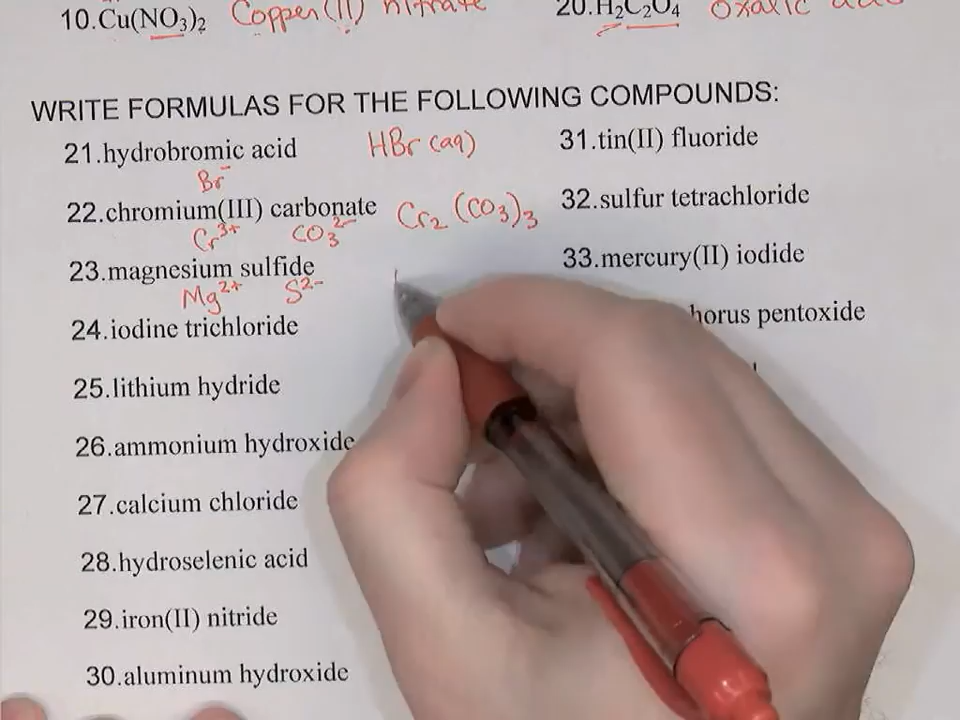 10.Cu(NO3)2 Copper(II) nitrate
20.H2C2O4 oxalic acid
WRITE FORMULAS FOR THE FOLLOWING COMPOUNDS:
21.hydrobromic acid HBr (aq)
Br-
22.chromium(III) carbonate Cr2(CO3)3
Cr3+ CO32-
23.magnesium sulfide
Mg2+ S2-
24.iodine trichloride
25.lithium hydride
26.ammonium hydroxide
27.calcium chloride
28.hydroselenic acid
29.iron(II) nitride
30.aluminum hydroxide
31.tin(II) fluoride
32.sulfur tetrachloride
33.mercury(II) iodide
horus pentoxide